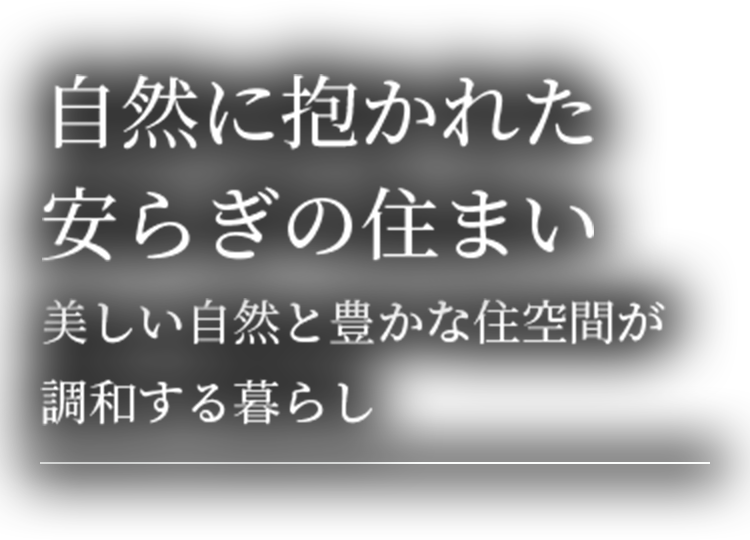 自然に抱かれた
安らぎの住まい
美しい自然と豊かな住空間が
調和する暮らし